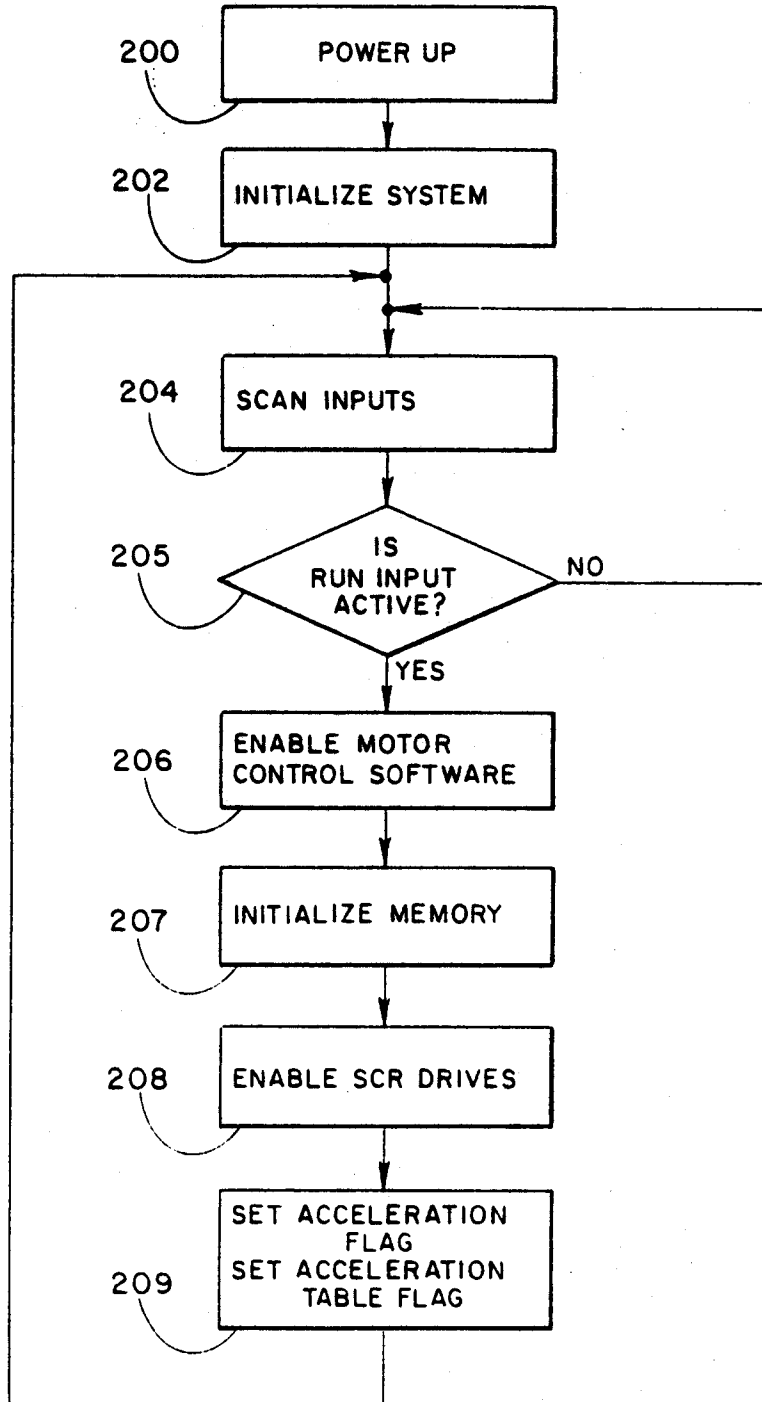 200
POWER UP
202
INITIALIZE SYSTEM
204
SCAN INPUTS
205
IS
RUN INPUT
ACTIVE?
NO
YES
206
ENABLE MOTOR
CONTROL SOFTWARE
207
INITIALIZE MEMORY
208
ENABLE SCR DRIVES
209
SET ACCELERATION
FLAG
SET ACCELERATION
TABLE FLAG